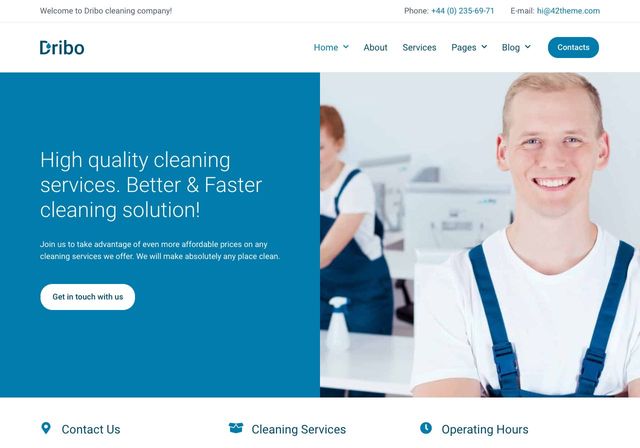 Welcome to Dribo cleaning company!
Phone: +44 (0) 235-69-71 E-mail: hi@42theme.com
Dribo
Home About Services Pages Blog Contacts
High quality cleaning
services. Better & Faster
cleaning solution!
Join us to take advantage of even more affordable prices on any
cleaning services we offer. We will make absolutely any place clean.
Get in touch with us
Contact Us
Cleaning Services
Operating Hours